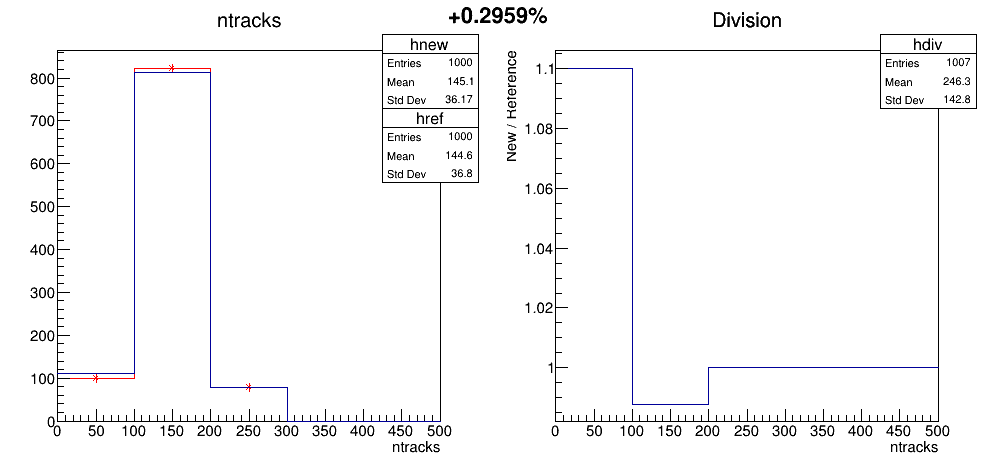 +0.2959%
ntracks
hnew
Entries 1000
Mean 145.1
Std Dev 36.17
href
Entries 1000
Mean 144.6
Std Dev 36.8
800
700
600
500
400
300
200
100
0
0 50 100 150 200 250 300 350 400 450 500
ntracks
Division
hdiv
Entries 1007
Mean 246.3
Std Dev 142.8
New / Reference
1.1
1.08
1.06
1.04
1.02
1
0 50 100 150 200 250 300 350 400 450 500
ntracks